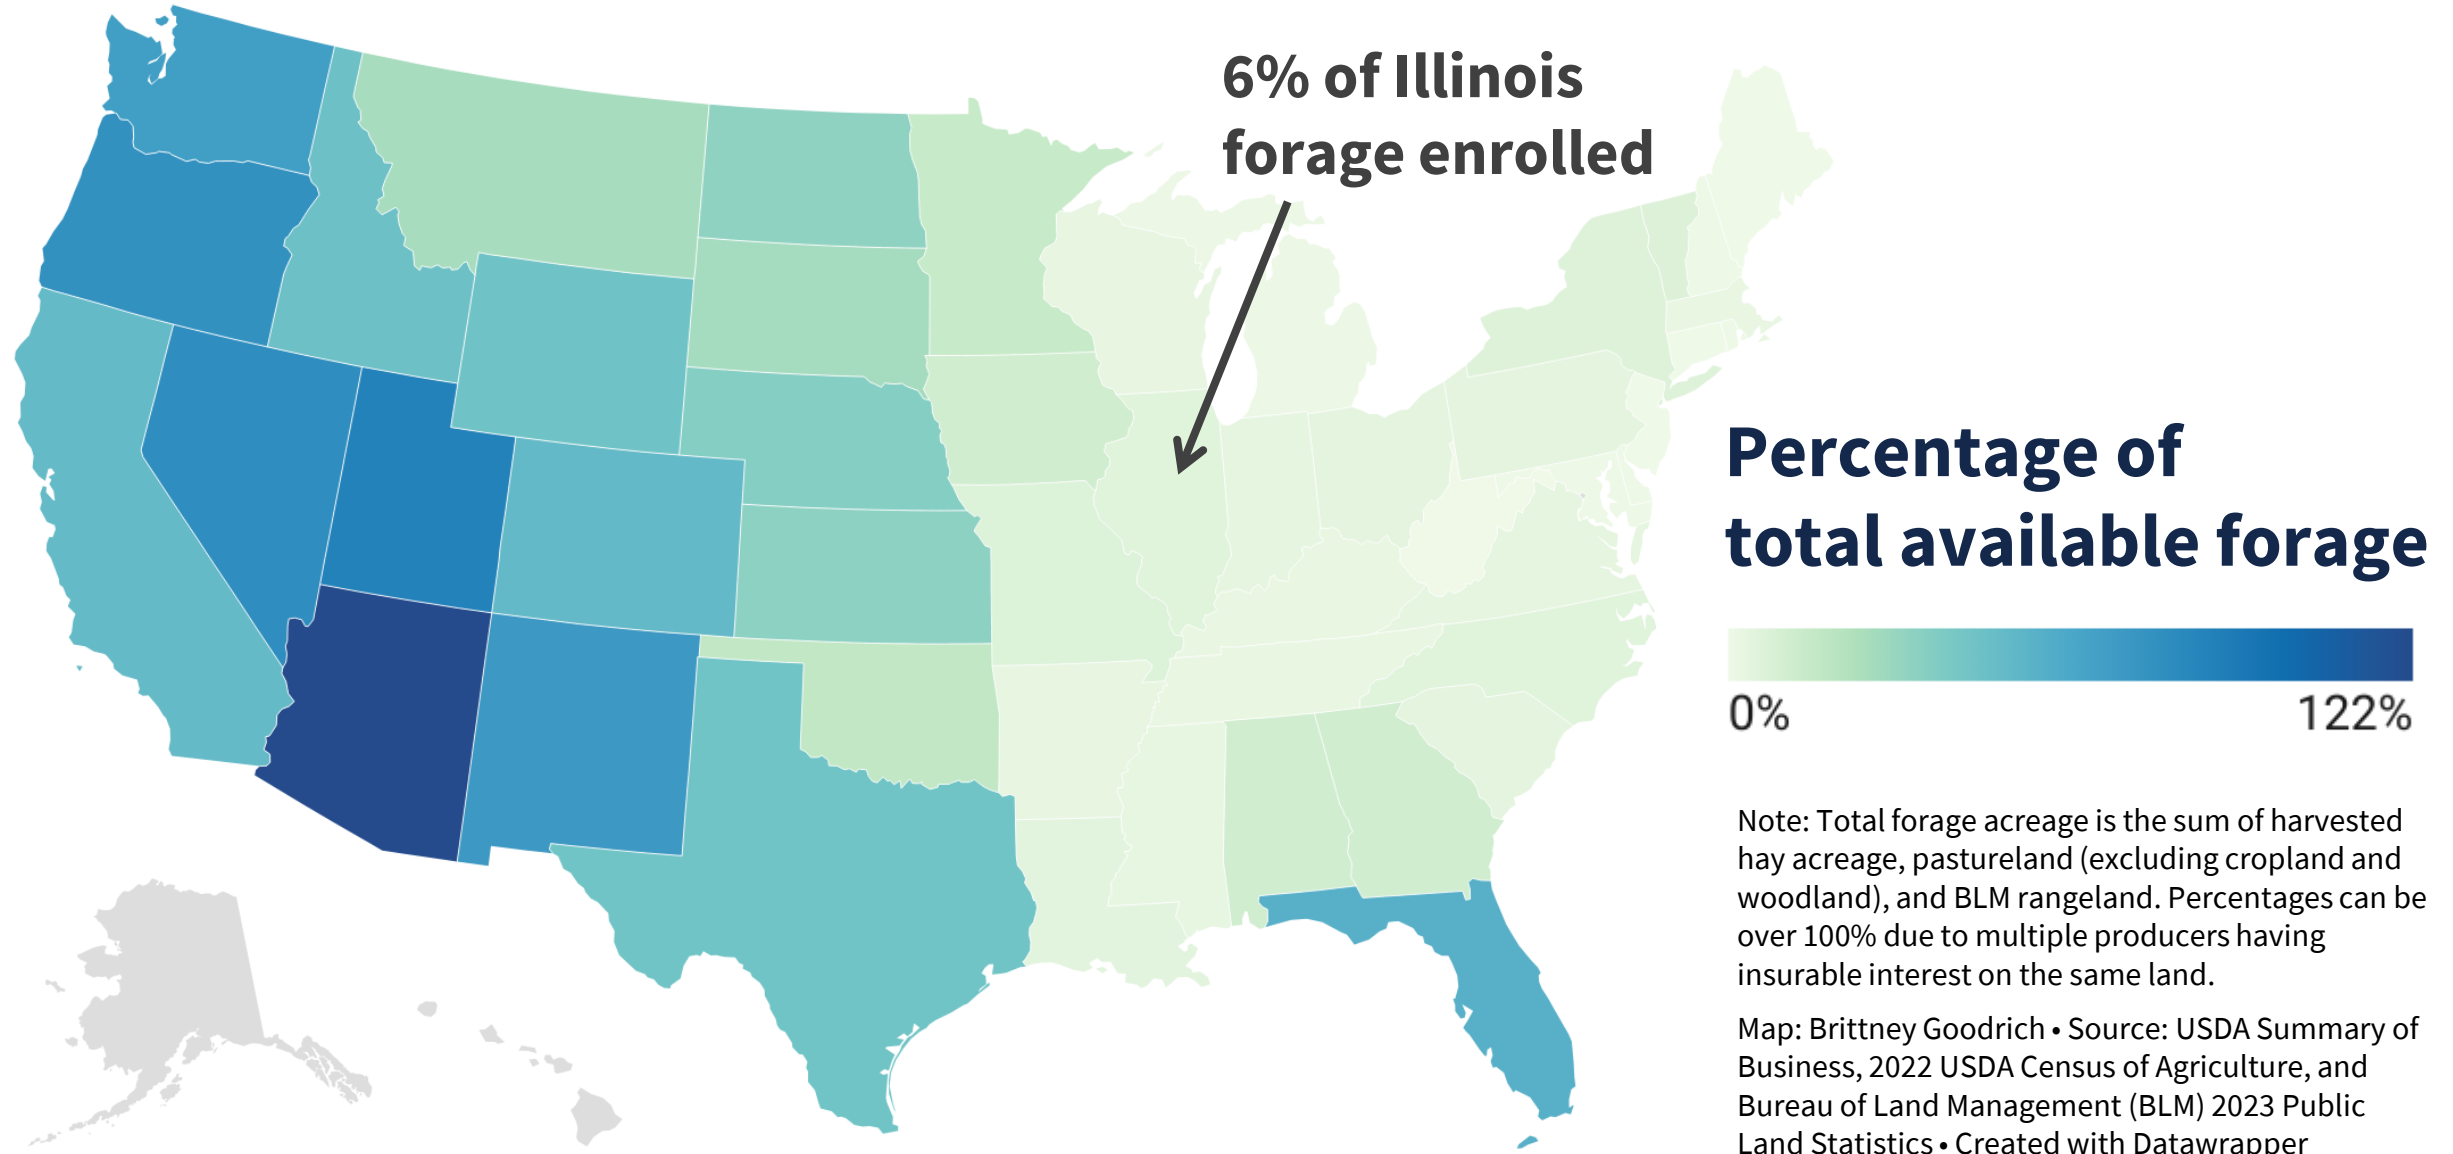 6% of Illinois
forage enrolled
Percentage of
total available forage
0%
122%
Note: Total forage acreage is the sum of harvested
hay acreage, pastureland (excluding cropland and
woodland), and BLM rangeland. Percentages can be
over 100% due to multiple producers having
insurable interest on the same land.
Map: Brittney Goodrich • Source: USDA Summary of
Business, 2022 USDA Census of Agriculture, and
Bureau of Land Management (BLM) 2023 Public
Land Statistics • Created with Datawrapper